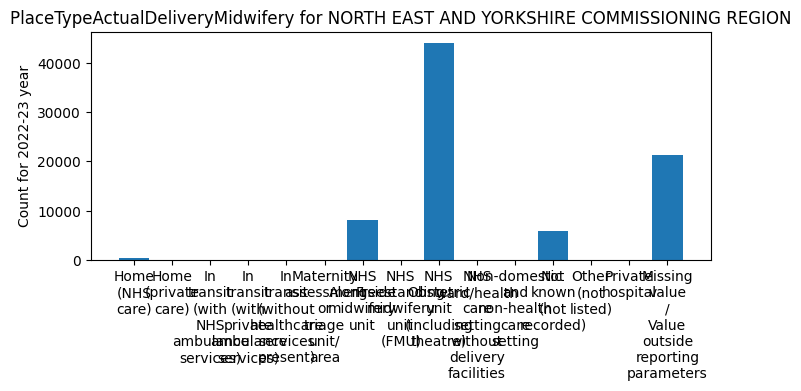 PlaceTypeActualDeliveryMidwifery for NORTH EAST AND YORKSHIRE COMMISSIONING REGION
Count for 2022-23 year
40000
30000
20000
10000
0
Home
(NHS
care)
Home
(private
care)
In
transit
(with
NHS
ambulance
services)
In
transit
(with
private
ambulance
services)
In
transit
(without
healthcare
services
present)
Maternity
assessment
or
triage
unit/
area
NHS
Alongside
midwifery
unit
NHS
Freestanding
midwifery
unit
(FMU)
NHS
Obstetric
unit
(including
theatre)
NHS
ward/health
care
setting
without
delivery
facilities
Non-domestic
and
non-health
care
setting
Not
known
(not
recorded)
Other
(not
listed)
Private
hospital
Missing
value
/
Value
outside
reporting
parameters